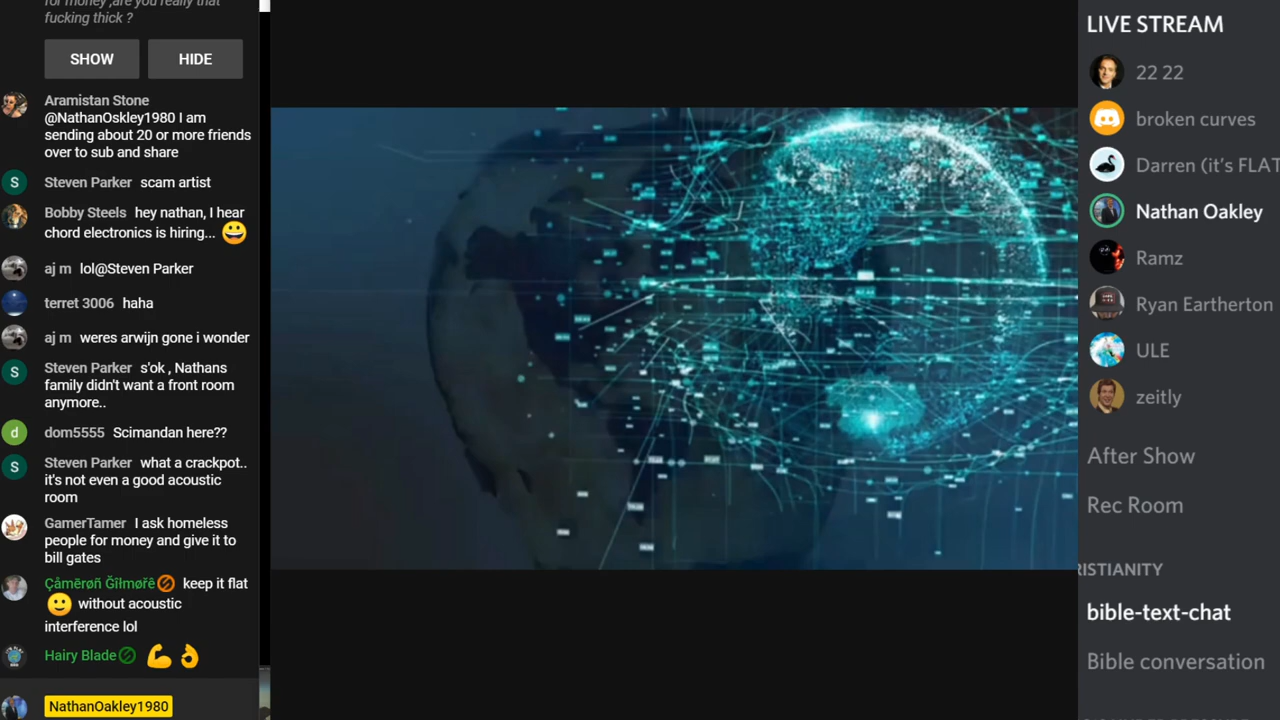 for money ,are you really that
fucking thick ?
SHOW HIDE
Aramistan Stone
@NathanOskley1980 I am
sending about 20 or more friends
over to sub and share
S Steven Parker scam artist
Bobby Steels hey nathan, I hear
chord electronics is hiring... 😀
aj m lol@Steven Parker
terret 3006 haha
aj m weres arwijn gone i wonder
S Steven Parker s'ok , Nathans
family didn't want a front room
anymore..
d dom5555 Scimandan here??
S Steven Parker what a crackpot..
it's not even a good acoustic
room
GamerTamer I ask homeless
people for money and give it to
bill gates
Çåmērøñ Ğîłmøřê keep it flat
🙂 without acoustic
interference lol
Hairy Blade 💪👌
NathanOakley1980
LIVE STREAM
22 22
broken curves
Darren (it's FLAT
Nathan Oakley
Ramz
Ryan Eartherton
ULE
zeitly
After Show
Rec Room
RISTIANITY
bible-text-chat
Bible conversation